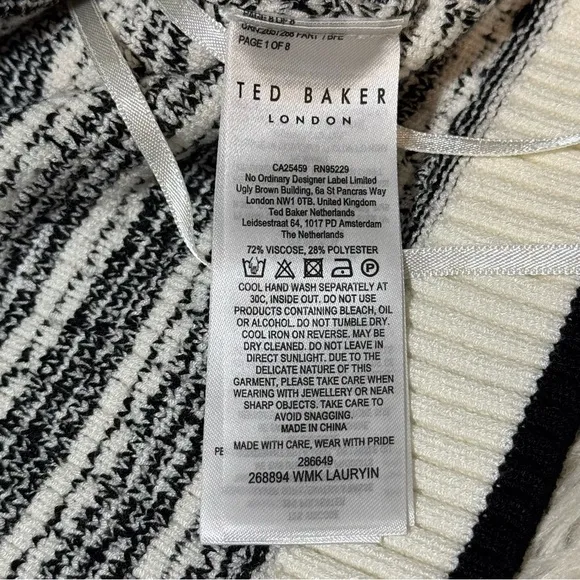 PAGE 8 OF 8
PAGE 1 OF 8
TED BAKER
LONDON
CA25459 RN95229
No Ordinary Designer Label Limited
Ugly Brown Building, 6a St Pancras Way
London NW1 0TB. United Kingdom
Ted Baker Netherlands
Leidsestraat 64, 1017 PD Amsterdam
The Netherlands
72% VISCOSE, 28% POLYESTER
COOL HAND WASH SEPARATELY AT
30C, INSIDE OUT. DO NOT USE
PRODUCTS CONTAINING BLEACH, OIL
OR ALCOHOL. DO NOT TUMBLE DRY.
COOL IRON ON REVERSE. MAY BE
DRY CLEANED. DO NOT LEAVE IN
DIRECT SUNLIGHT. DUE TO THE
DELICATE NATURE OF THIS
GARMENT, PLEASE TAKE CARE WHEN
WEARING WITH JEWELLERY OR NEAR
SHARP OBJECTS. TAKE CARE TO
AVOID SNAGGING.
MADE IN CHINA
MADE WITH CARE, WEAR WITH PRIDE
PE
286649
268894 WMK LAURYIN